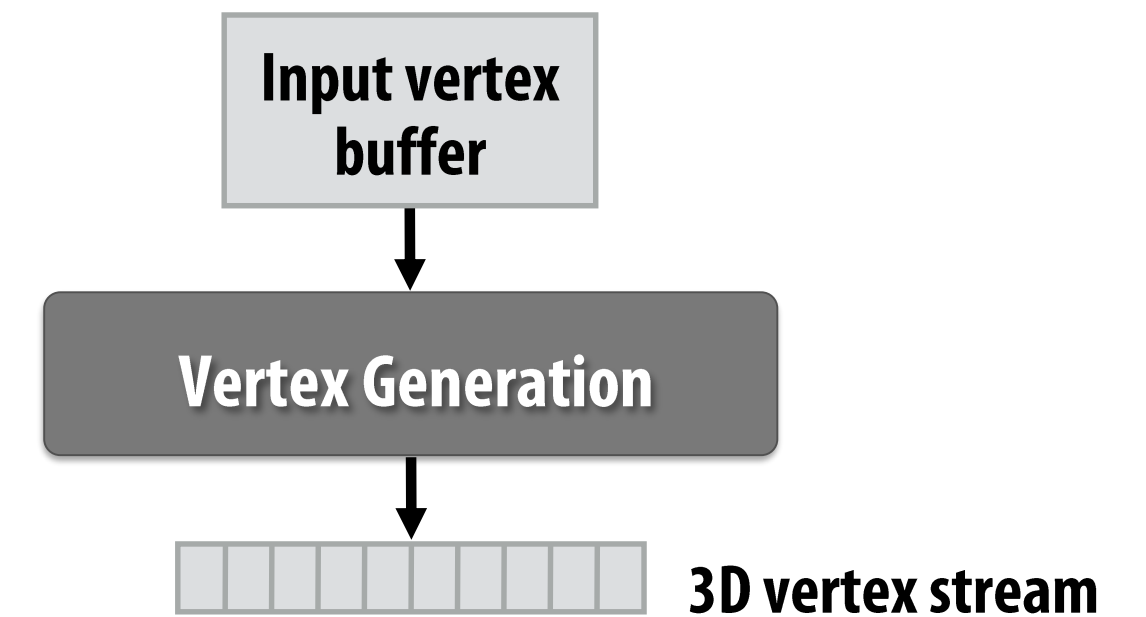 Input vertex
buffer
Vertex Generation
3D vertex stream